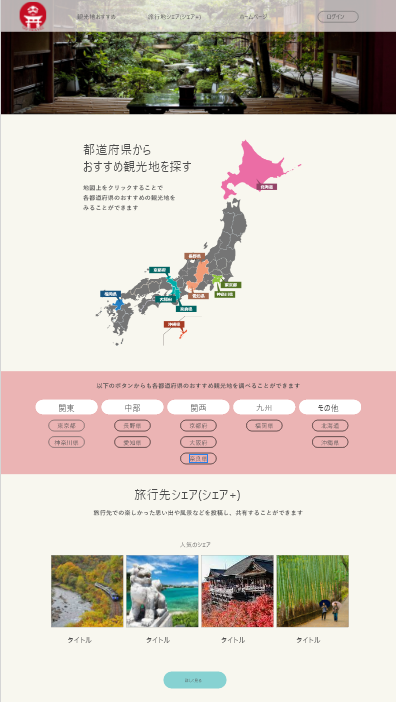 観光地おすすめ
旅行地シェア(シェア+)
ホームページ
ログイン
都道府県から
おすすめ観光地を探す
地図上をクリックすることで
各都道府県のおすすめの観光地を
みることができます
北海道
長野県
京都府
東京都
神奈川県
福岡県
大阪府
愛知県
奈良県
沖縄県
以下のボタンからも各都道府県のおすすめ観光地を調べることができます
関東
中部
関西
九州
その他
東京都
長野県
京都府
福岡県
北海道
神奈川県
愛知県
大阪府
沖縄県
奈良県
旅行先シェア(シェア+)
旅行先での楽しかった思い出や風景などを投稿し、共有することができます
人気のシェア
タイトル
タイトル
タイトル
タイトル